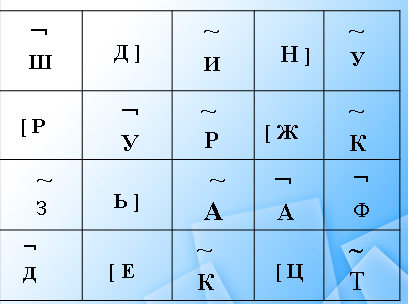 ¬ Ш Д ] ~ И Н ] ~ У
[ Р ¬ У ~ Р [ Ж ~ К
~ З Ь ] ~ А ¬ А ¬ Ф
¬ Д [ Е ~ К [ Ц ~ Т